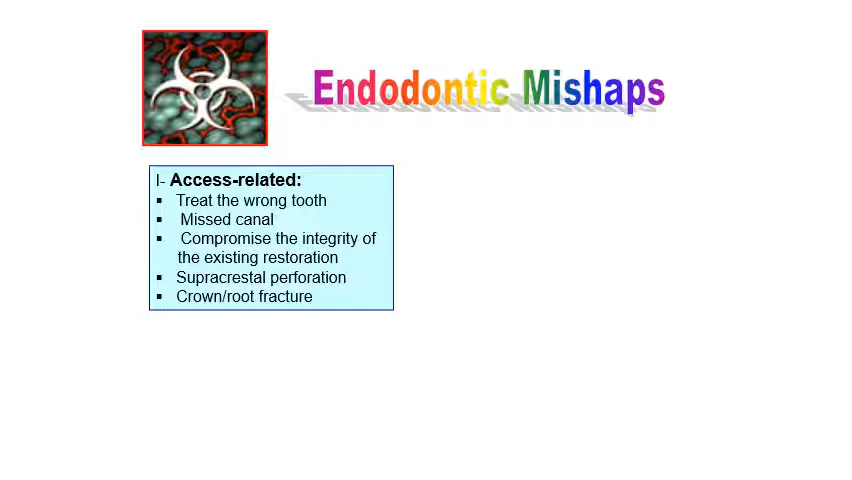 Endodontic Mishaps
I- Access-related:
▪ Treat the wrong tooth
▪ Missed canal
▪ Compromise the integrity of
the existing restoration
▪ Supracrestal perforation
▪ Crown/root fracture